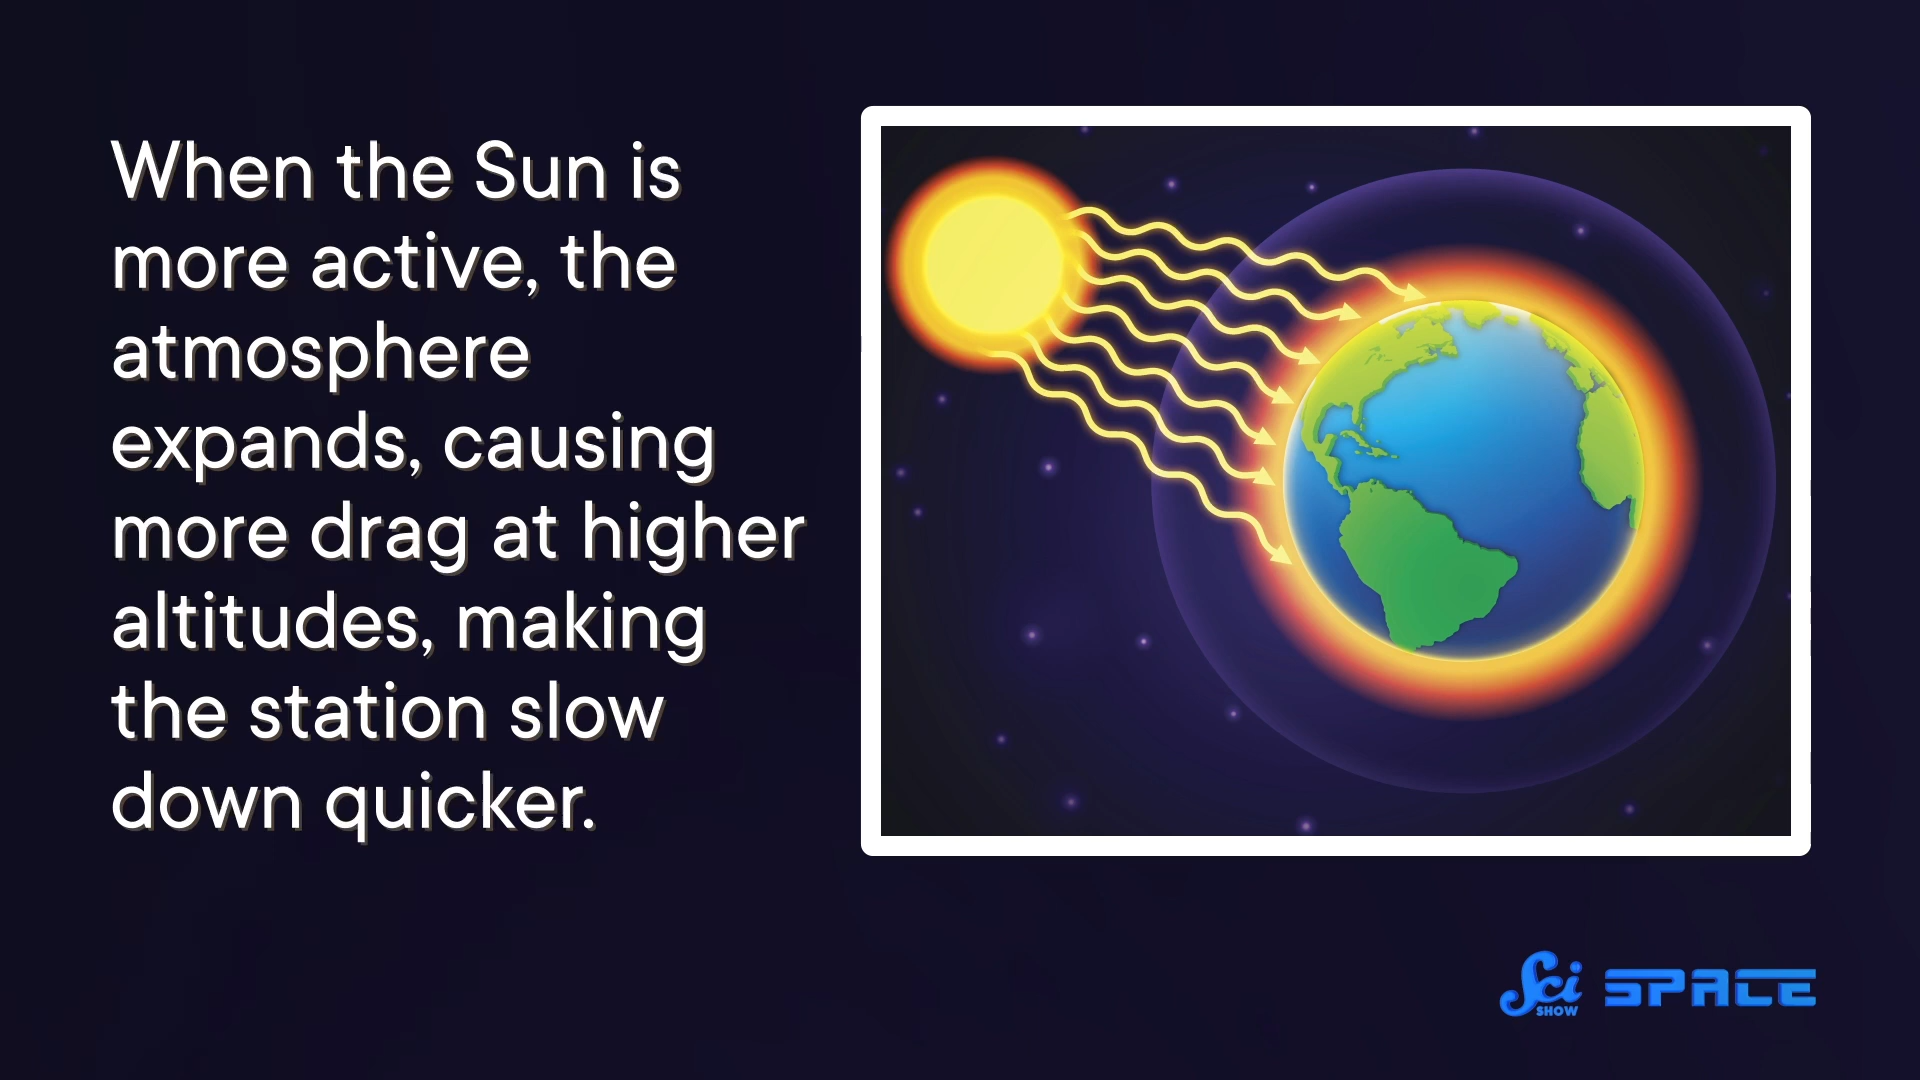 When the Sun is
more active, the
atmosphere
expands, causing
more drag at higher
altitudes, making
the station slow
down quicker.
Sci SHOW SPACE